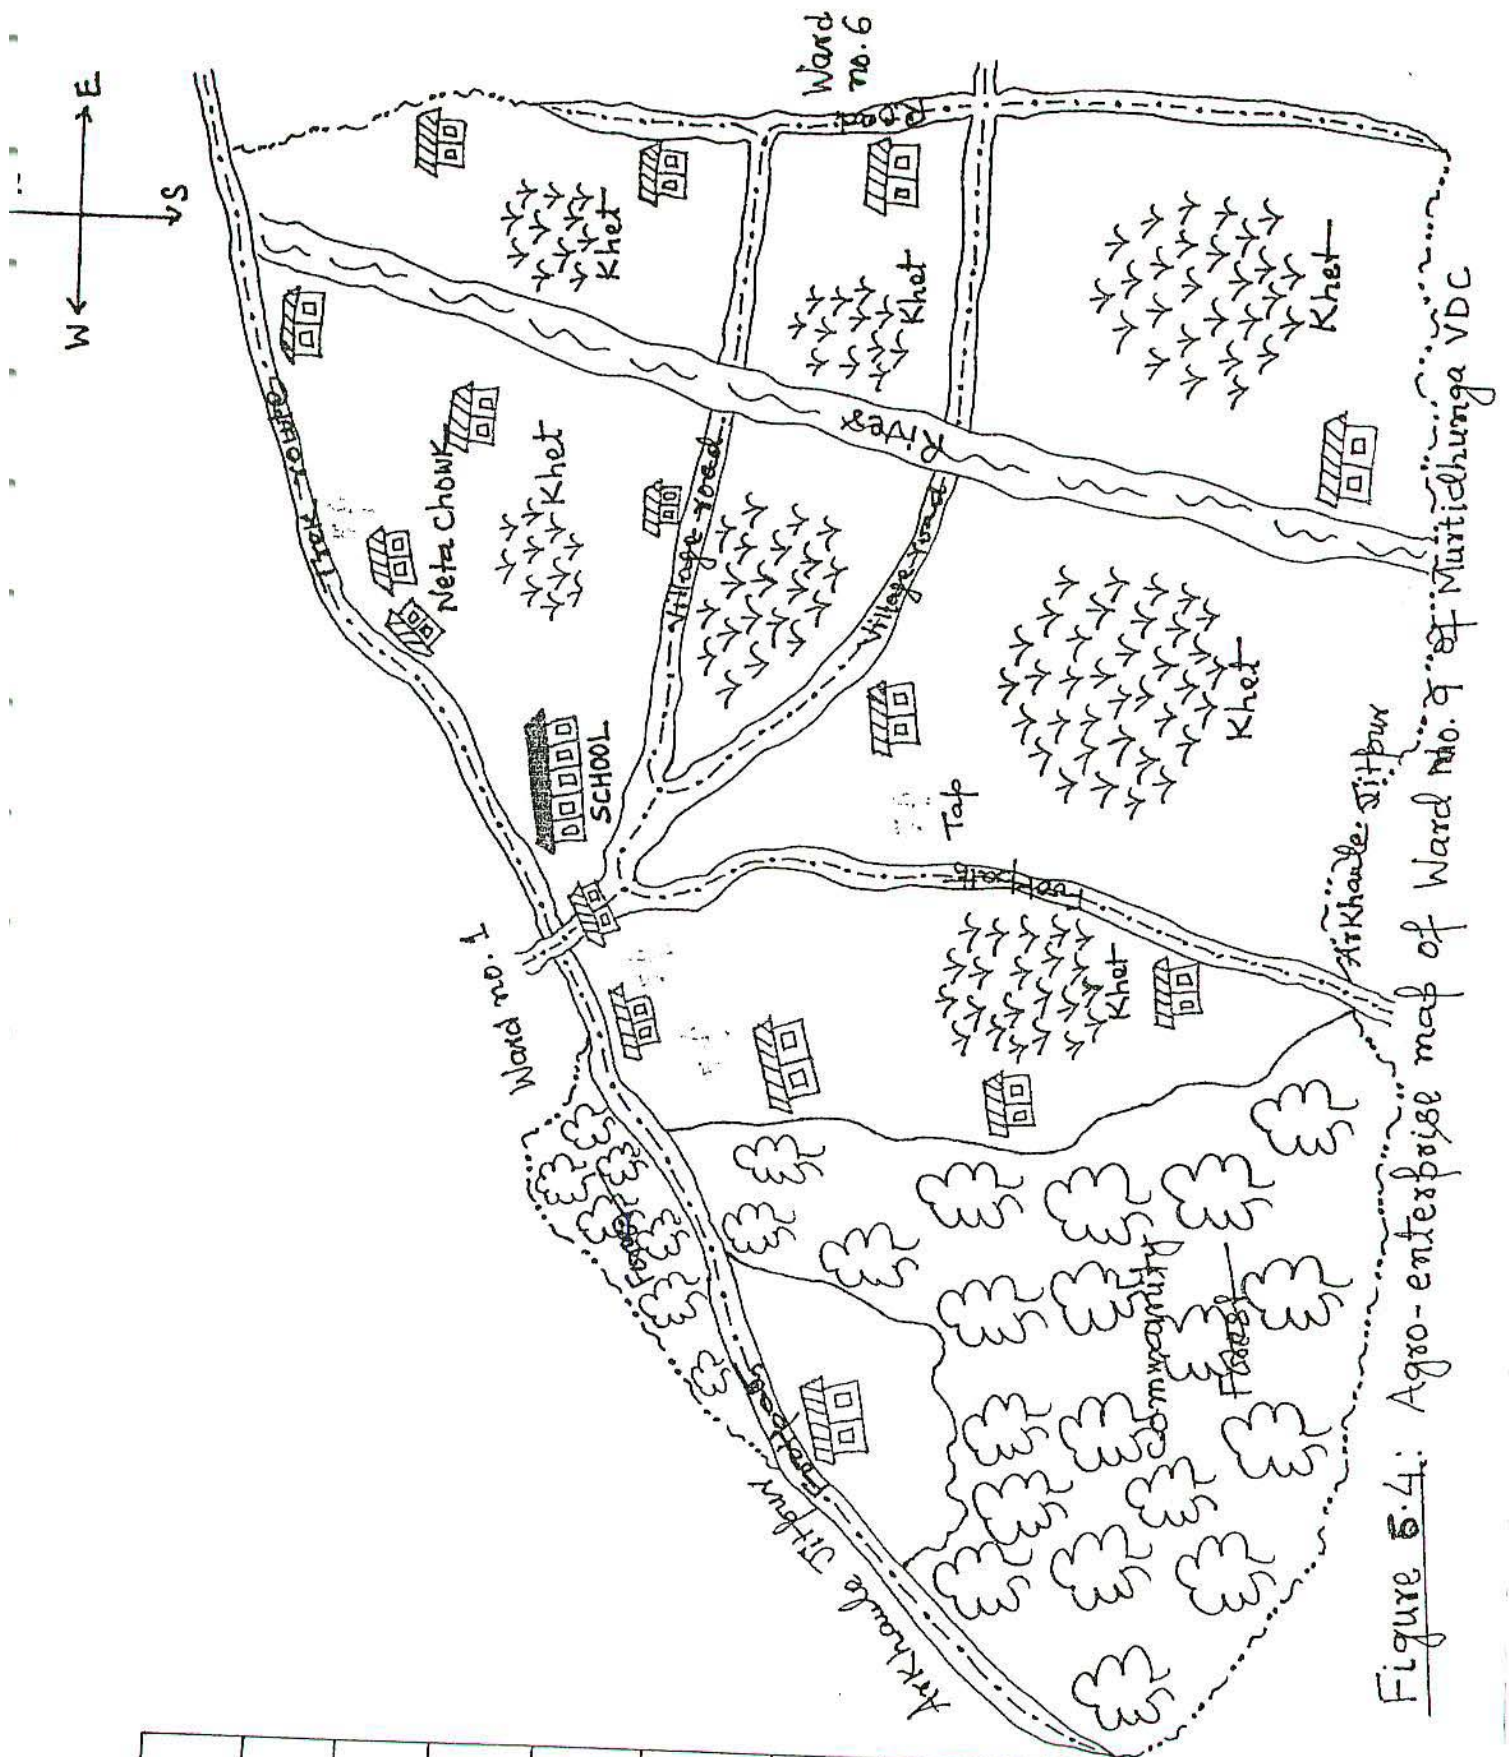 W
E
S
Ward no. 1
Neta Chowk
SCHOOL
Khet
Khet
Khet
Ward
no. 6
Road
Village road
Village road
River
Khet
Khet
Khet
Tap
Forest
Arkhaule Jitpur
Arkhaule Jitpur
Community
Forest
Figure 5.4: Agro-enterprise map of Ward no. 9 of Murtidhunga VDC